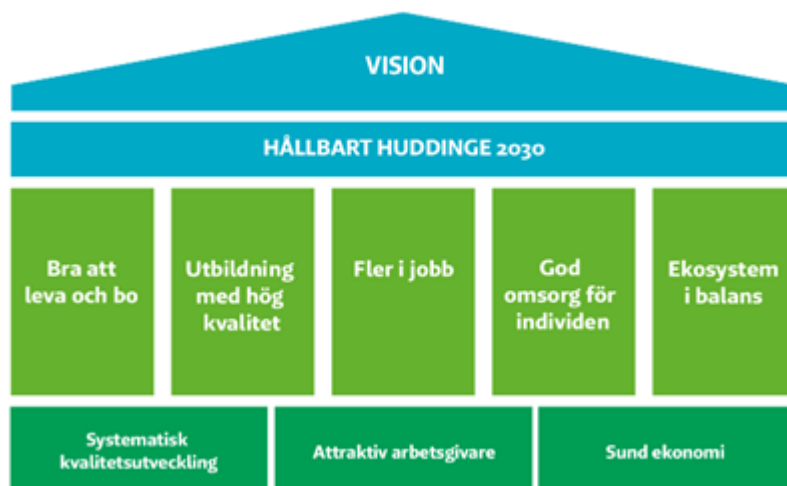 VISION
HÅLLBART HUDDINGE 2030
Bra att
leva och bo
Utbildning
med hög
kvalitet
Fler i jobb
God
omsorg för
individen
Ekosystem
i balans
Systematisk
kvalitetsutveckling
Attraktiv arbetsgivare
Sund ekonomi